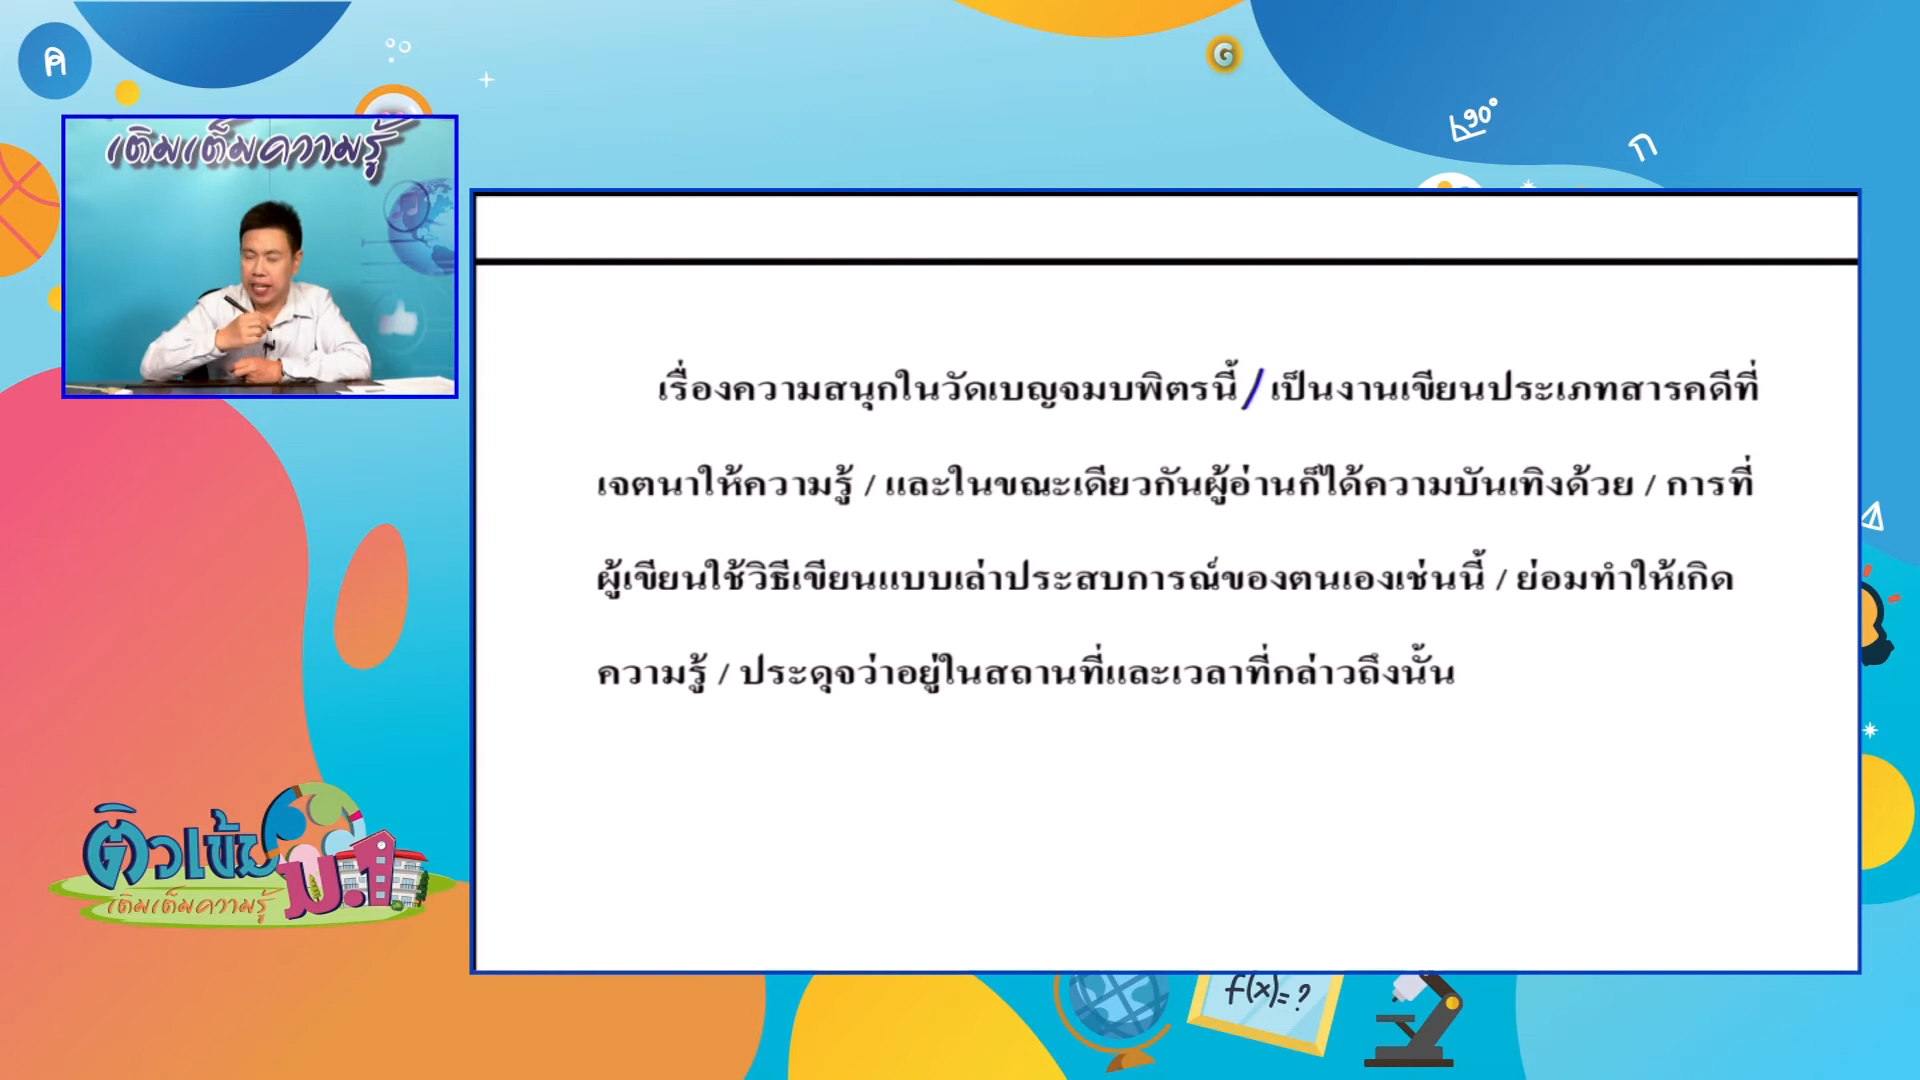 ค
G
90°
ก
เติมเต็มความรู้
เรื่องความสนุกในวัดเบญจมบพิตรนี้ / เป็นงานเขียนประเภทสารคดีที่
เจตนาให้ความรู้ / และในขณะเดียวกันผู้อ่านก็ได้ความบันเทิงด้วย / การที่
ผู้เขียนใช้วิธีเขียนแบบเล่าประสบการณ์ของตนเองเช่นนี้ / ย่อมทำให้เกิด
ความรู้ / ประดุจว่าอยู่ในสถานที่และเวลาที่กล่าวถึงนั้น
ติวเข้ม
ม.1
เติมเต็มความรู้
f(x)=?